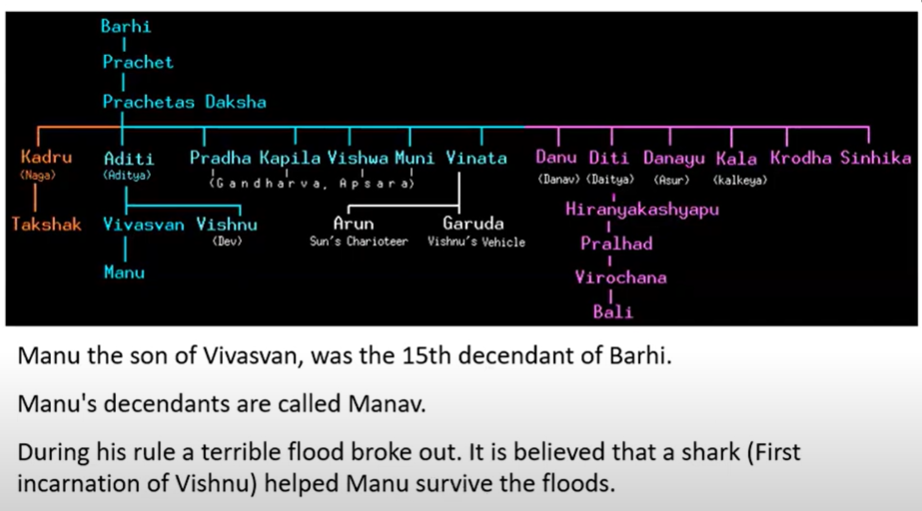 Barhi
Prachet
Prachetas Daksha
Kadru Aditi Pradha Kapila Vishwa Muni Vinata Danu Diti Danayu Kala Krodha Sinhika
(Naga) (Aditya) (Gandharva, Apsara) (Danav) (Daitya) (Asur) (kalkeya)
Hiranyakashyapu
Takshak Vivasvan Vishnu Arun Garuda
(Dev) Sun's Charioteer Vishnu's Vehicle
Pralhad
Manu
Virochana
Bali
Manu the son of Vivasvan, was the 15th decendant of Barhi.
Manu's decendants are called Manav.
During his rule a terrible flood broke out. It is believed that a shark (First
incarnation of Vishnu) helped Manu survive the floods.